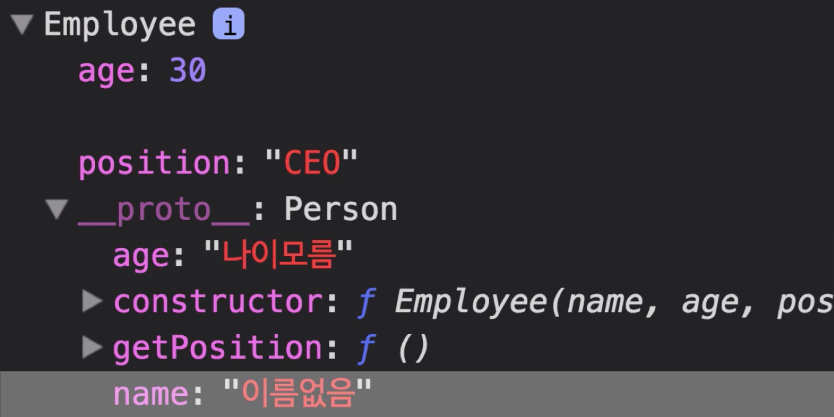 ▼ Employee i
age: 30
position: "CEO"
▼ __proto__: Person
age: "나이모름"
▶ constructor: ƒ Employee(name, age, pos
▶ getPosition: ƒ ()
name: "이름없음"